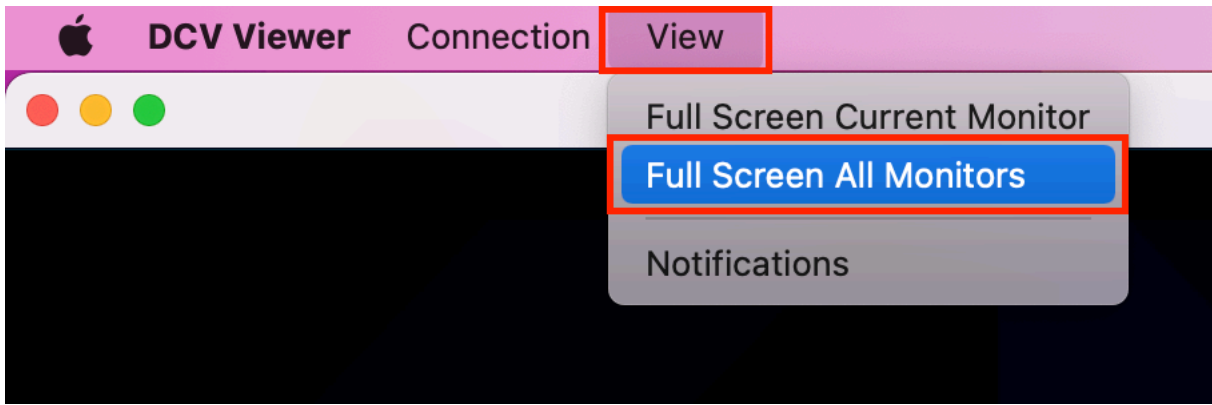 DCV Viewer Connection View
Full Screen Current Monitor
Full Screen All Monitors
Notifications